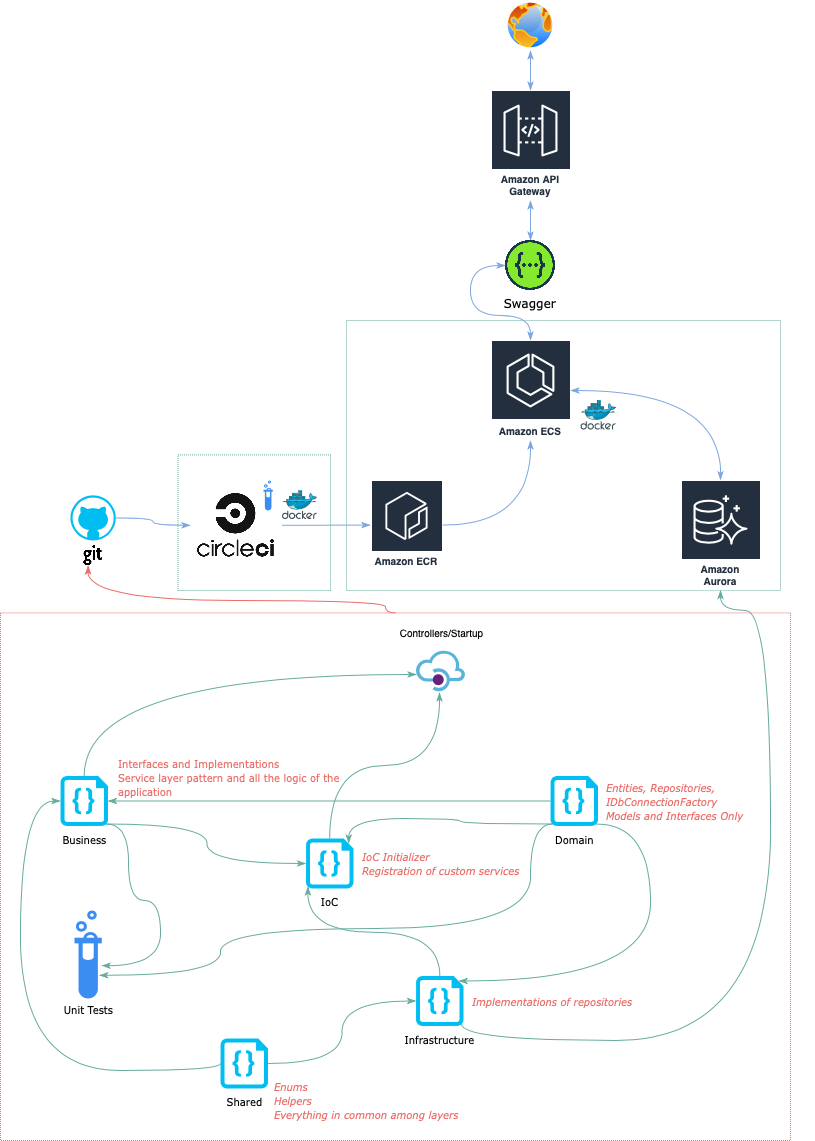 Amazon API
Gateway
Swagger
Amazon ECS
docker
docker
circleci
git
Amazon ECR
Amazon
Aurora
Controllers/Startup
Interfaces and Implementations
Service layer pattern and all the logic of the
application
Business
Entities, Repositories,
IDbConnectionFactory
Models and Interfaces Only
Domain
IoC Initializer
Registration of custom services
IoC
Unit Tests
Implementations of repositories
Infrastructure
Shared
Enums
Helpers
Everything in common among layers